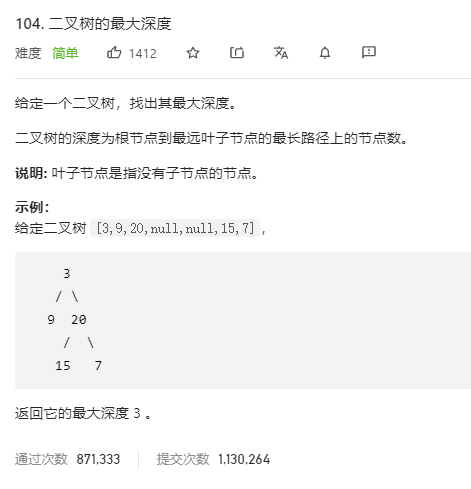 104. 二叉树的最大深度
难度 简单 1412
给定一个二叉树，找出其最大深度。
二叉树的深度为根节点到最远叶子节点的最长路径上的节点数。
说明: 叶子节点是指没有子节点的节点。
示例：
给定二叉树 [3,9,20,null,null,15,7]，
3
/ \
9 20
/ \
15 7
返回它的最大深度 3 。
通过次数 871,333 提交次数 1,130,264